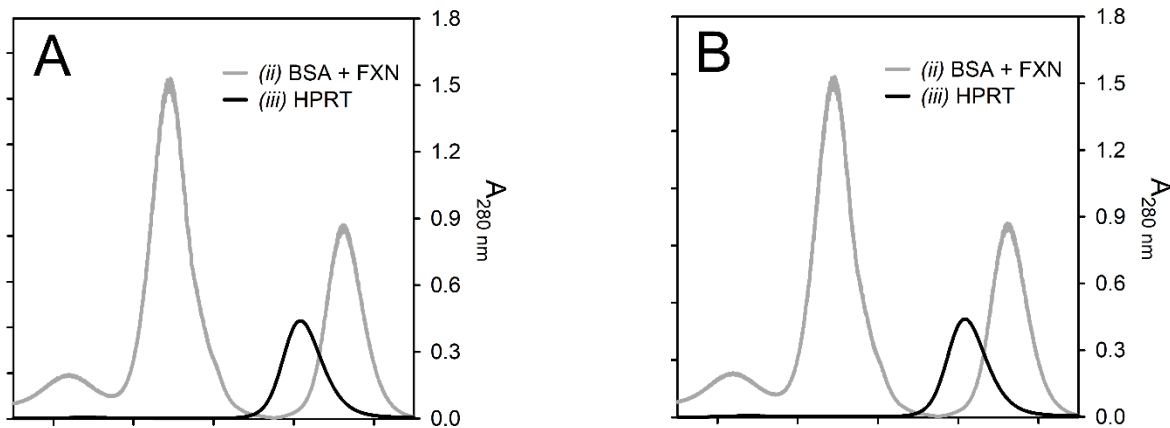 A
(ii) BSA + FXN
(iii) HPRT
1.8
1.5
1.2
0.9
0.6
0.3
0.0
A280 nm
B
(ii) BSA + FXN
(iii) HPRT
1.8
1.5
1.2
0.9
0.6
0.3
0.0
A280 nm